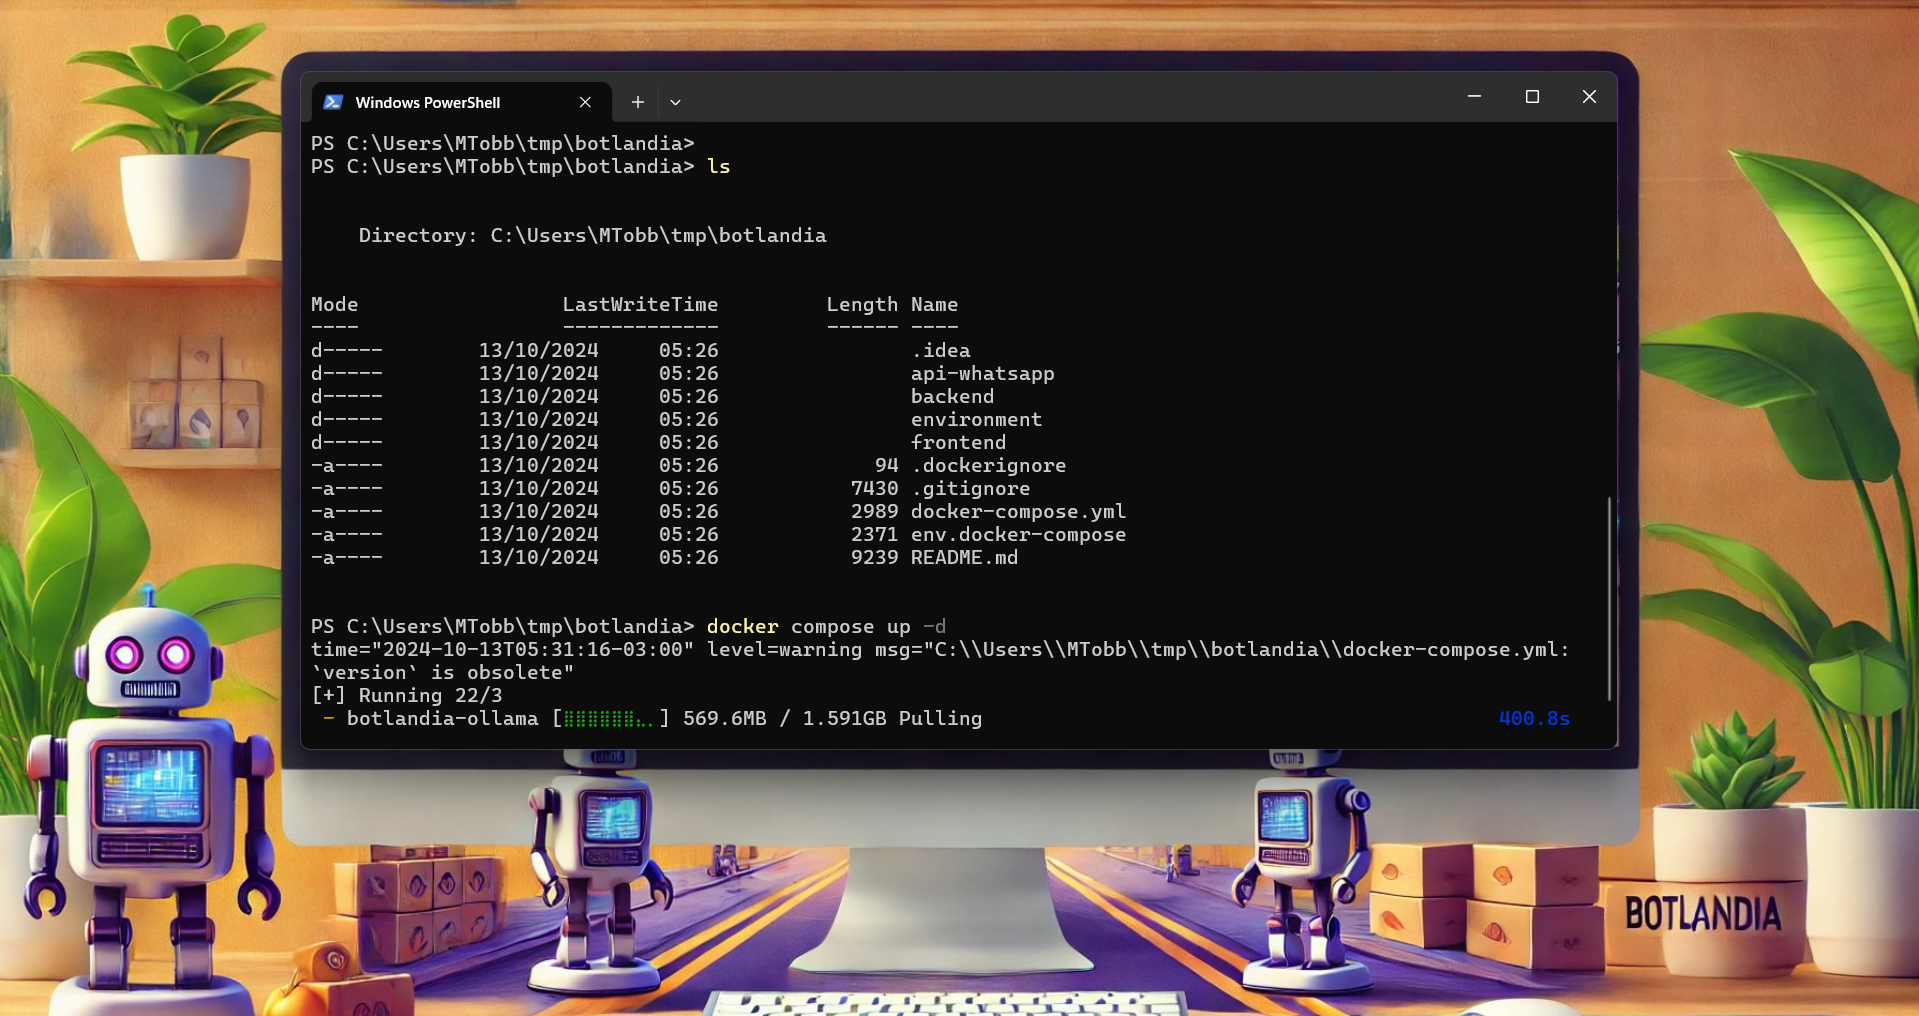 Windows PowerShell
PS C:\Users\MTobb\tmp\botlandia>
PS C:\Users\MTobb\tmp\botlandia> ls
Directory: C:\Users\MTobb\tmp\botlandia
Mode                 LastWriteTime         Length Name
----                 -------------         ------ ----
d-----        13/10/2024     05:26                .idea
d-----        13/10/2024     05:26                api-whatsapp
d-----        13/10/2024     05:26                backend
d-----        13/10/2024     05:26                environment
d-----        13/10/2024     05:26                frontend
-a----        13/10/2024     05:26             94 .dockerignore
-a----        13/10/2024     05:26           7430 .gitignore
-a----        13/10/2024     05:26           2989 docker-compose.yml
-a----        13/10/2024     05:26           2371 env.docker-compose
-a----        13/10/2024     05:26           9239 README.md
PS C:\Users\MTobb\tmp\botlandia> docker compose up -d
time="2024-10-13T05:31:16-03:00" level=warning msg="C:\\Users\\MTobb\\tmp\\botlandia\\docker-compose.yml:
`version` is obsolete"
[+] Running 22/3
 - botlandia-ollama [⣿⣿⣿⣿⣿⣿⣄⡀] 569.6MB / 1.591GB Pulling 400.8s
BOTLANDIA